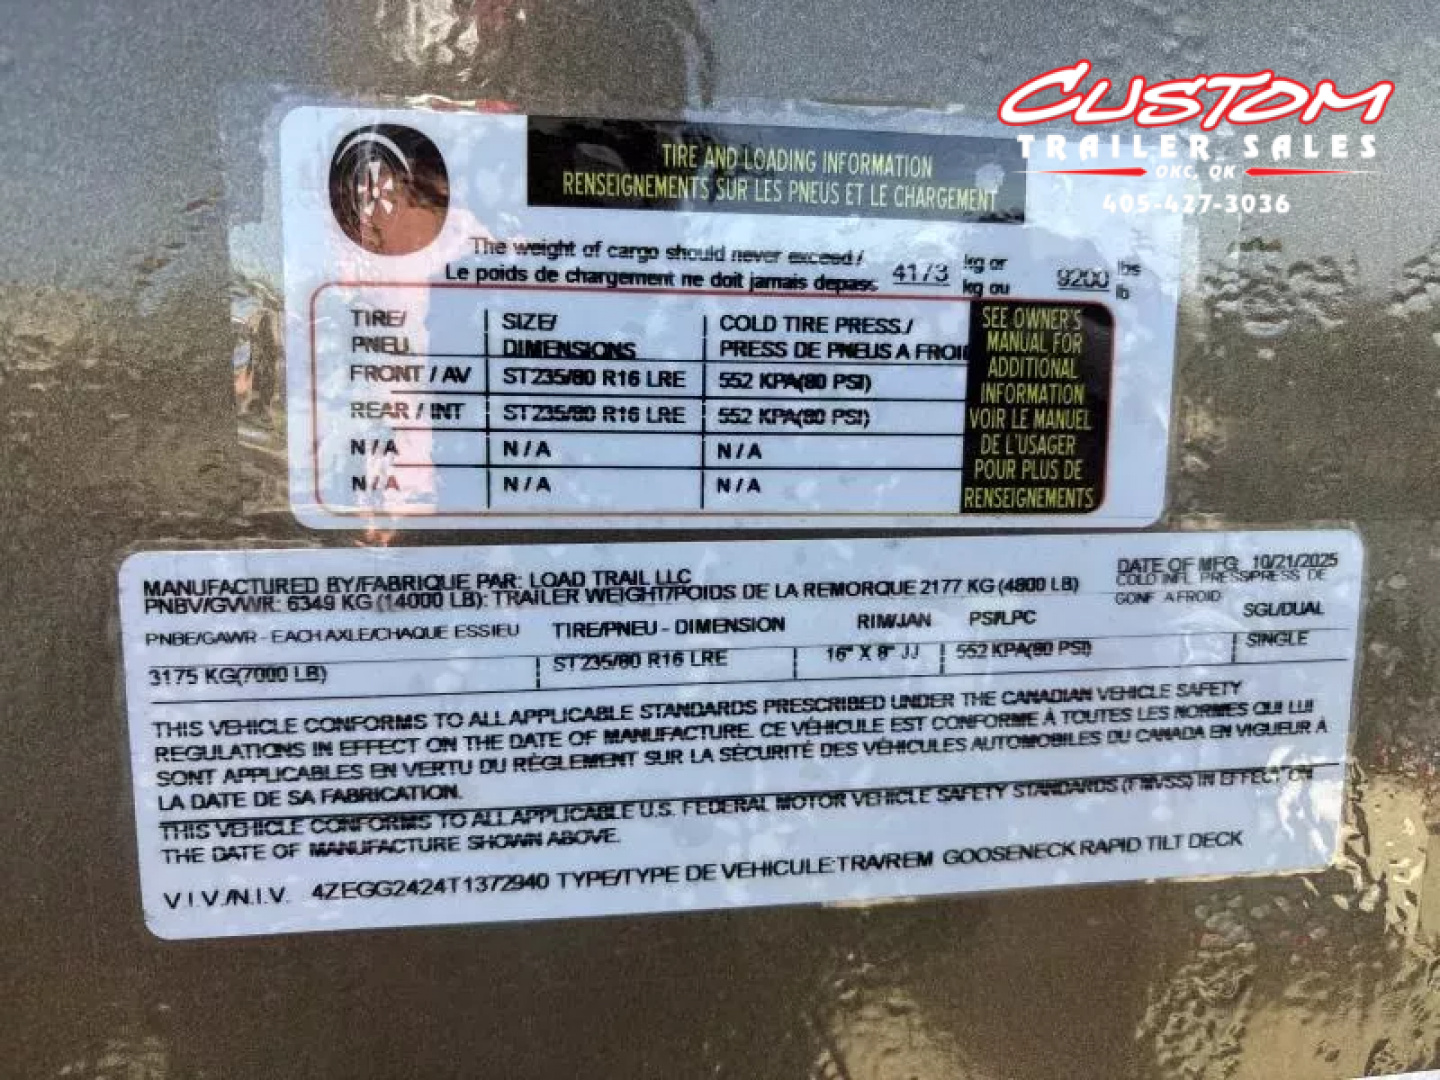 CUSTOM
TRAILER SALES
OKC, OK
405-427-3036
TIRE AND LOADING INFORMATION
RENSEIGNEMENTS SUR LES PNEUS ET LE CHARGEMENT
The weight of cargo should never exceed /
Le poids de chargement ne doit jamais depass 4173 kg or kg ou 9200 lbs lb
TIRE/ PNEU SIZE/ DIMENSIONS COLD TIRE PRESS./ PRESS DE PNEUS A FROID
FRONT / AV ST235/80 R16 LRE 552 KPA(80 PSI)
REAR / INT ST235/80 R16 LRE 552 KPA(80 PSI)
N / A N / A N / A
N / A N / A N / A
SEE OWNER'S
MANUAL FOR
ADDITIONAL
INFORMATION
VOIR LE MANUEL
DE L'USAGER
POUR PLUS DE
RENSEIGNEMENTS
MANUFACTURED BY/FABRIQUE PAR: LOAD TRAIL LLC DATE OF MFG 10/21/2025
PNBV/GVWR: 6349 KG (14000 LB): TRAILER WEIGHT/POIDS DE LA REMORQUE 2177 KG (4800 LB)
COLD INFL PRESS/PRESS DE
GONF A FROID
PNBE/GAWR - EACH AXLE/CHAQUE ESSIEU TIRE/PNEU - DIMENSION RIM/JAN PSI/LPC SGL/DUAL
3175 KG(7000 LB) ST235/80 R16 LRE 16" X 8" JJ 552 KPA(80 PSI) SINGLE
THIS VEHICLE CONFORMS TO ALL APPLICABLE STANDARDS PRESCRIBED UNDER THE CANADIAN VEHICLE SAFETY
REGULATIONS IN EFFECT ON THE DATE OF MANUFACTURE. CE VÉHICULE EST CONFORME À TOUTES LES NORMES QUI LUI
SONT APPLICABLES EN VERTU DU RÈGLEMENT SUR LA SÉCURITÉ DES VÉHICULES AUTOMOBILES DU CANADA EN VIGUEUR À
LA DATE DE SA FABRICATION.
THIS VEHICLE CONFORMS TO ALL APPLICABLE U.S. FEDERAL MOTOR VEHICLE SAFETY STANDARDS (FMVSS) IN EFFECT ON
THE DATE OF MANUFACTURE SHOWN ABOVE.
V.I.V./N.I.V. 4ZEGG2424T1372940 TYPE/TYPE DE VEHICULE:TRA/REM GOOSENECK RAPID TILT DECK